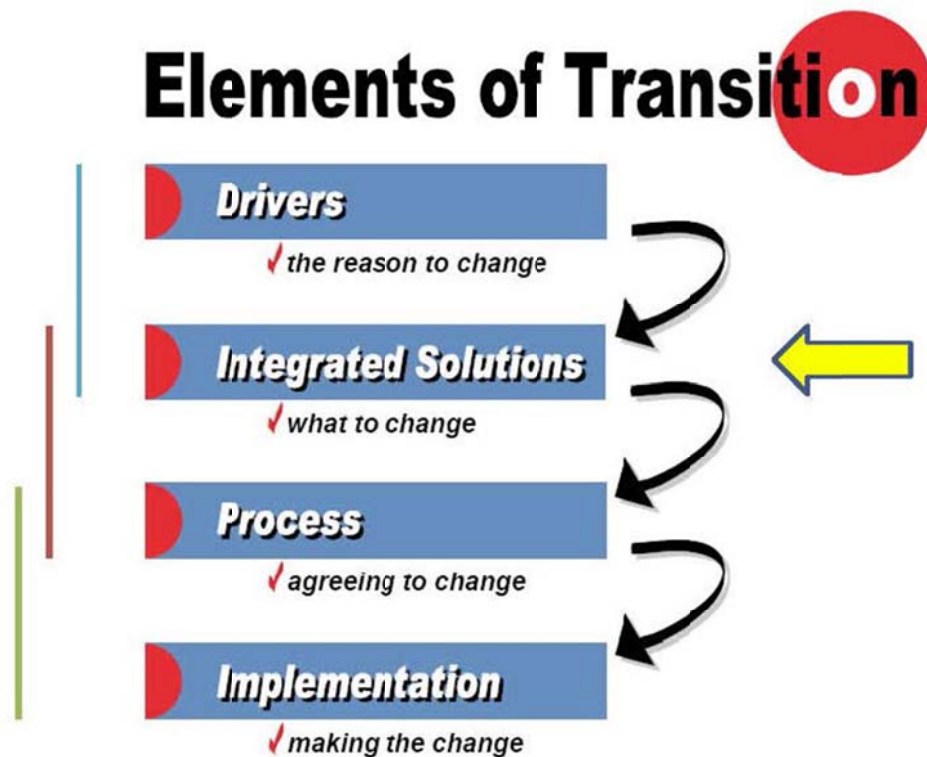 Elements of Transition
Drivers
the reason to change
Integrated Solutions
what to change
Process
agreeing to change
Implementation
making the change